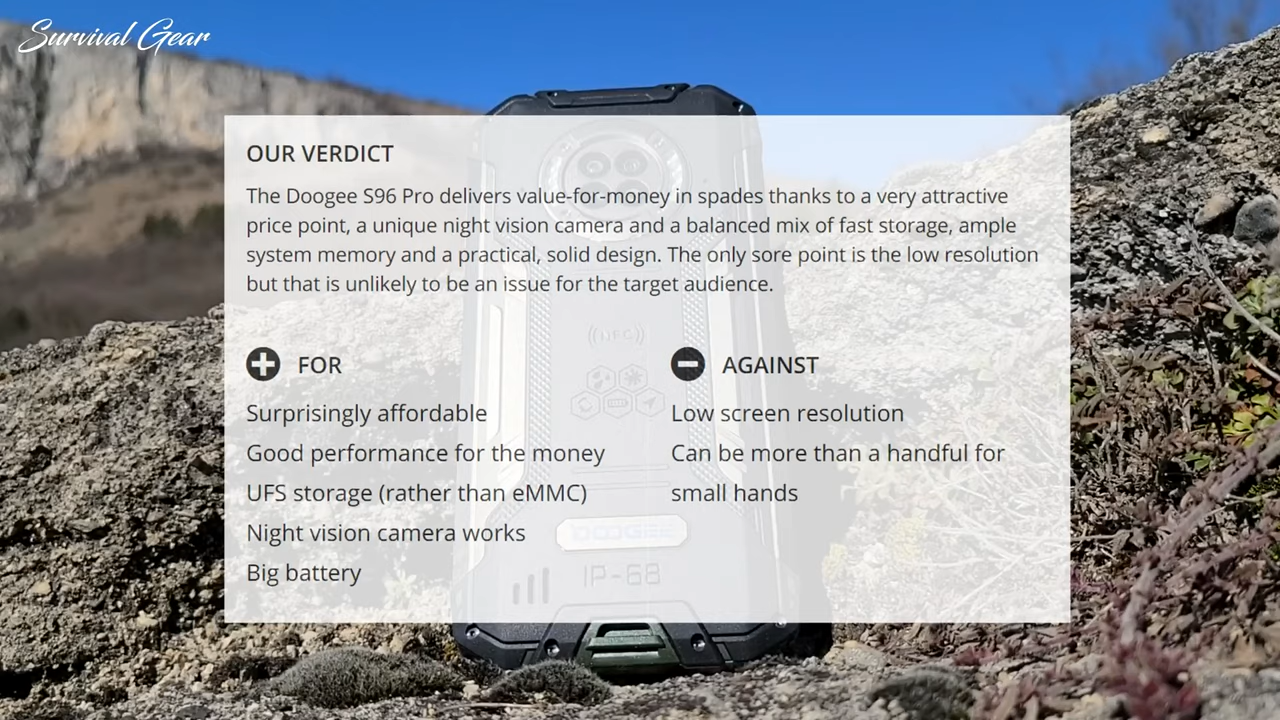 Survival Gear
OUR VERDICT
The Doogee S96 Pro delivers value-for-money in spades thanks to a very attractive
price point, a unique night vision camera and a balanced mix of fast storage, ample
system memory and a practical, solid design. The only sore point is the low resolution
but that is unlikely to be an issue for the target audience.
FOR
Surprisingly affordable
Good performance for the money
UFS storage (rather than eMMC)
Night vision camera works
Big battery
AGAINST
Low screen resolution
Can be more than a handful for
small hands
((NFC))
DOOGEE
IP-68